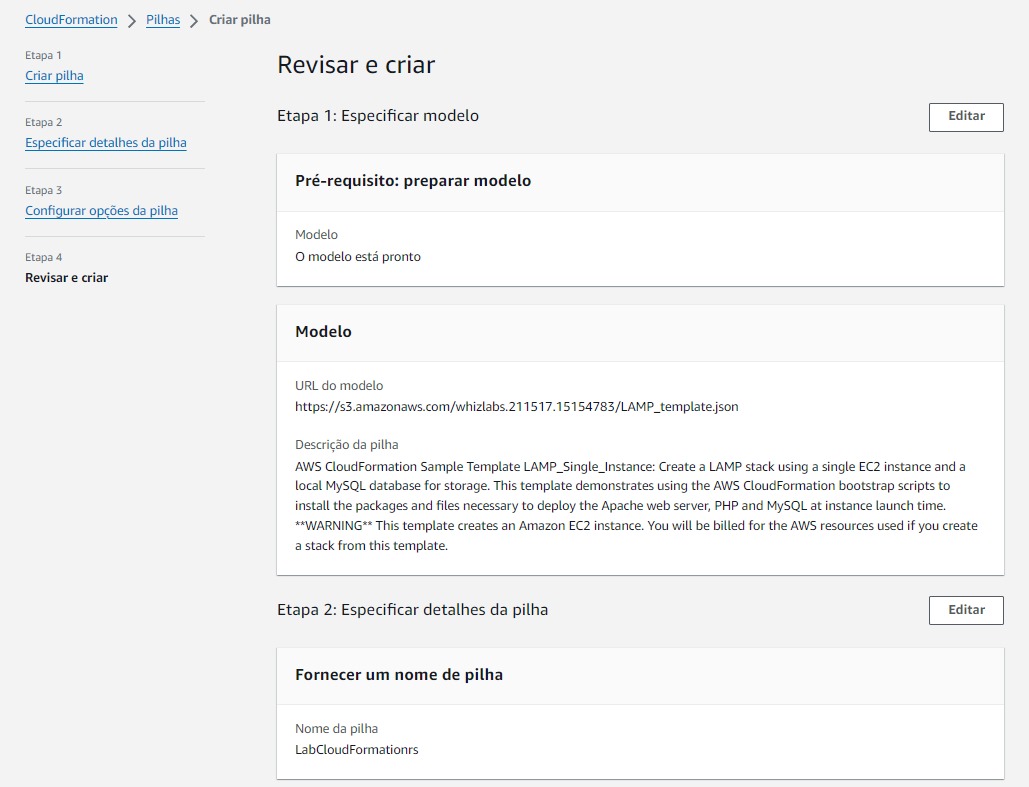 CloudFormation > Pilhas > Criar pilha
Etapa 1
Criar pilha
Etapa 2
Especificar detalhes da pilha
Etapa 3
Configurar opções da pilha
Etapa 4
Revisar e criar
Revisar e criar
Etapa 1: Especificar modelo
Editar
Pré-requisito: preparar modelo
Modelo
O modelo está pronto
Modelo
URL do modelo
https://s3.amazonaws.com/whizlabs.211517.15154783/LAMP_template.json
Descrição da pilha
AWS CloudFormation Sample Template LAMP_Single_Instance: Create a LAMP stack using a single EC2 instance and a
local MySQL database for storage. This template demonstrates using the AWS CloudFormation bootstrap scripts to
install the packages and files necessary to deploy the Apache web server, PHP and MySQL at instance launch time.
**WARNING** This template creates an Amazon EC2 instance. You will be billed for the AWS resources used if you create
a stack from this template.
Etapa 2: Especificar detalhes da pilha
Editar
Fornecer um nome de pilha
Nome da pilha
LabCloudFormationrs